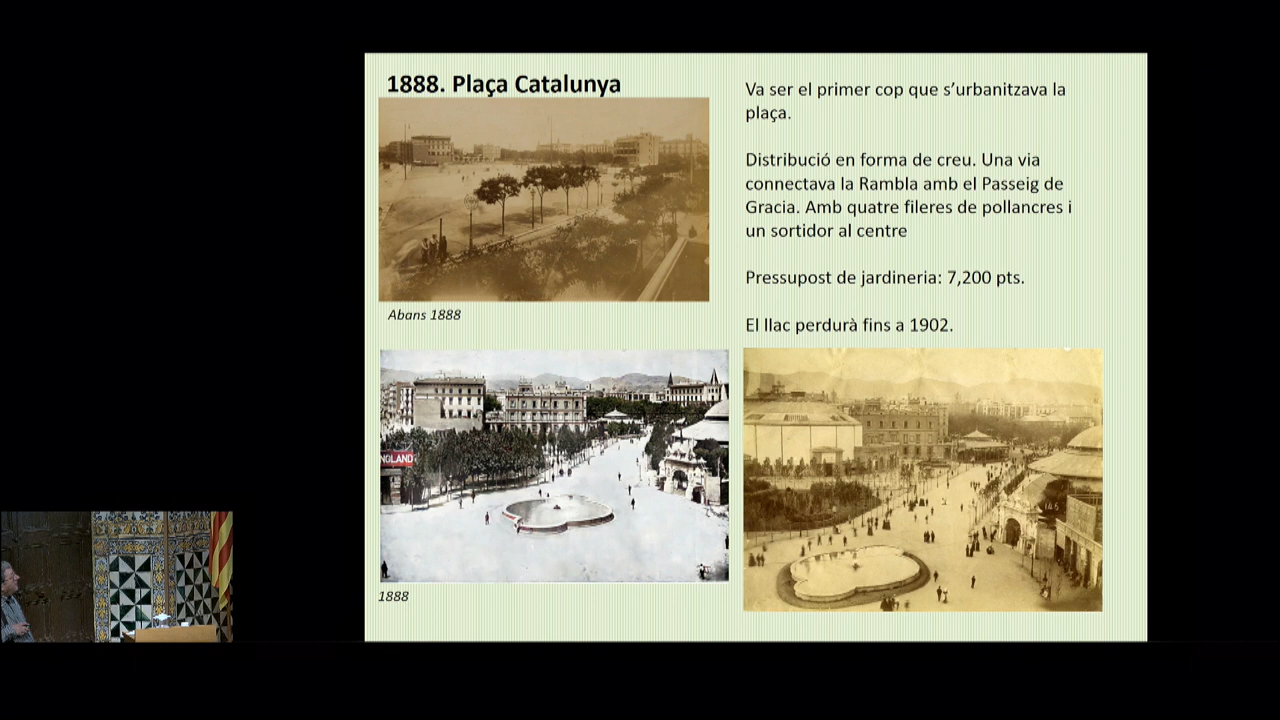 1888. Plaça Catalunya
Va ser el primer cop que s’urbanitzava la
plaça.
Distribució en forma de creu. Una via
connectava la Rambla amb el Passeig de
Gracia. Amb quatre fileres de pollancres i
un sortidor al centre
Pressupost de jardineria: 7,200 pts.
El llac perdurà fins a 1902.
Abans 1888
NGLAND
145
1888